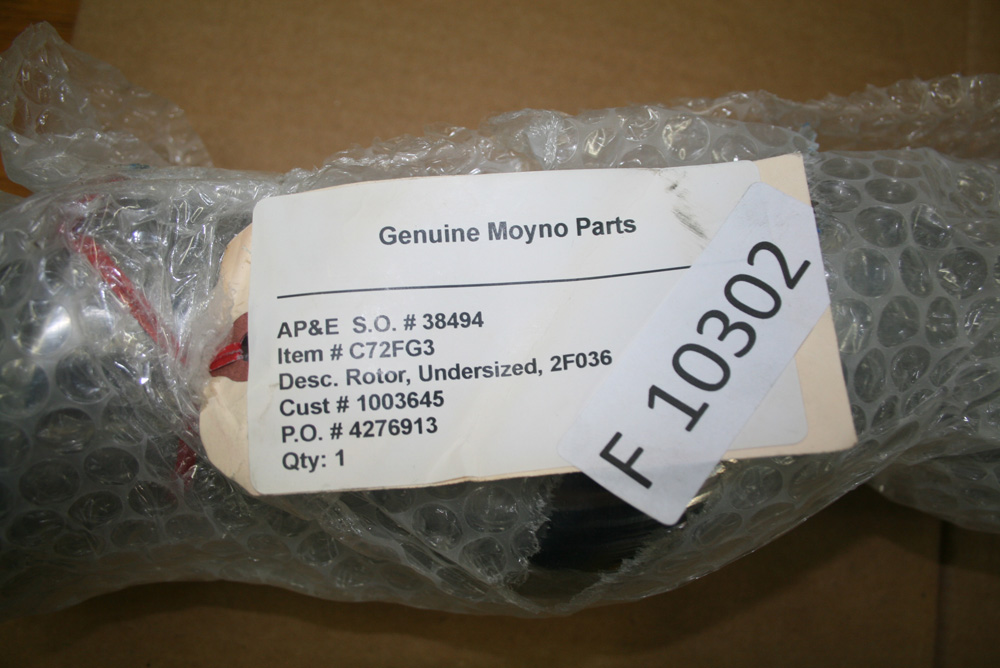 Genuine Moyno Parts
AP&E S.O. # 38494
Item # C72FG3
Desc. Rotor, Undersized, 2F036
Cust # 1003645
P.O. # 4276913
Qty: 1
F 10302